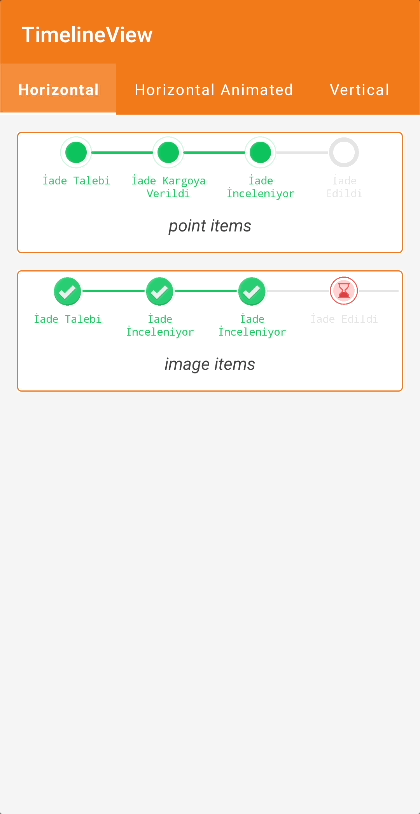 TimelineView
Horizontal Horizontal Animated Vertical
İade Talebi İade Kargoya İade İade
Verildi İnceleniyor Edildi
point items
İade Talebi İade İade İade Edildi
İnceleniyor İnceleniyor
image items